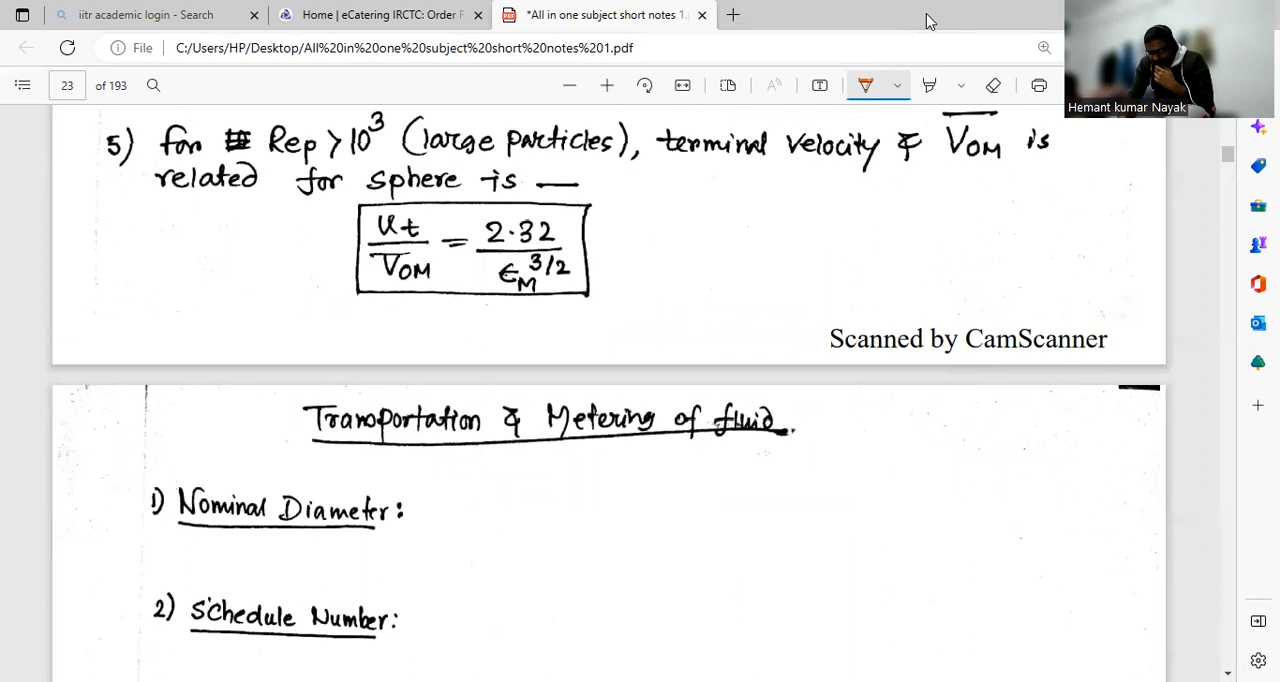 iitr academic login - Search
Home | eCatering IRCTC: Order F
*All in one subject short notes 1.p
File
C:/Users/HP/Desktop/All%20in%20one%20subject%20short%20notes%201.pdf
23 of 193
Hemant kumar Nayak
5) for Rep > 10^3 (large particles), terminal velocity & V̅OM is
related for sphere is —
ut / V̅OM = 2.32 / ϵM^3/2
Scanned by CamScanner
Transportation & Metering of fluid.
1) Nominal Diameter:
2) Schedule Number: